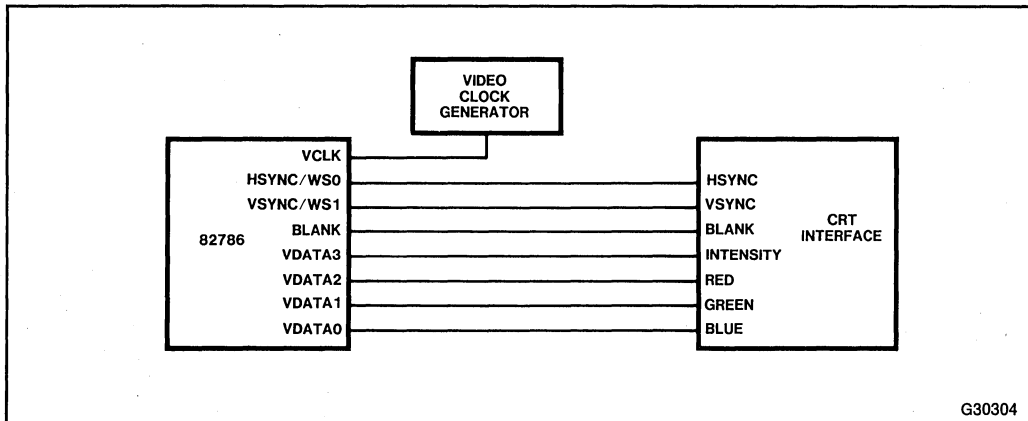 VIDEO
CLOCK
GENERATOR
VCLK
HSYNC/WS0
VSYNC/WS1
BLANK
82786
VDATA3
VDATA2
VDATA1
VDATA0
HSYNC
VSYNC
BLANK
CRT
INTERFACE
INTENSITY
RED
GREEN
BLUE
G30304